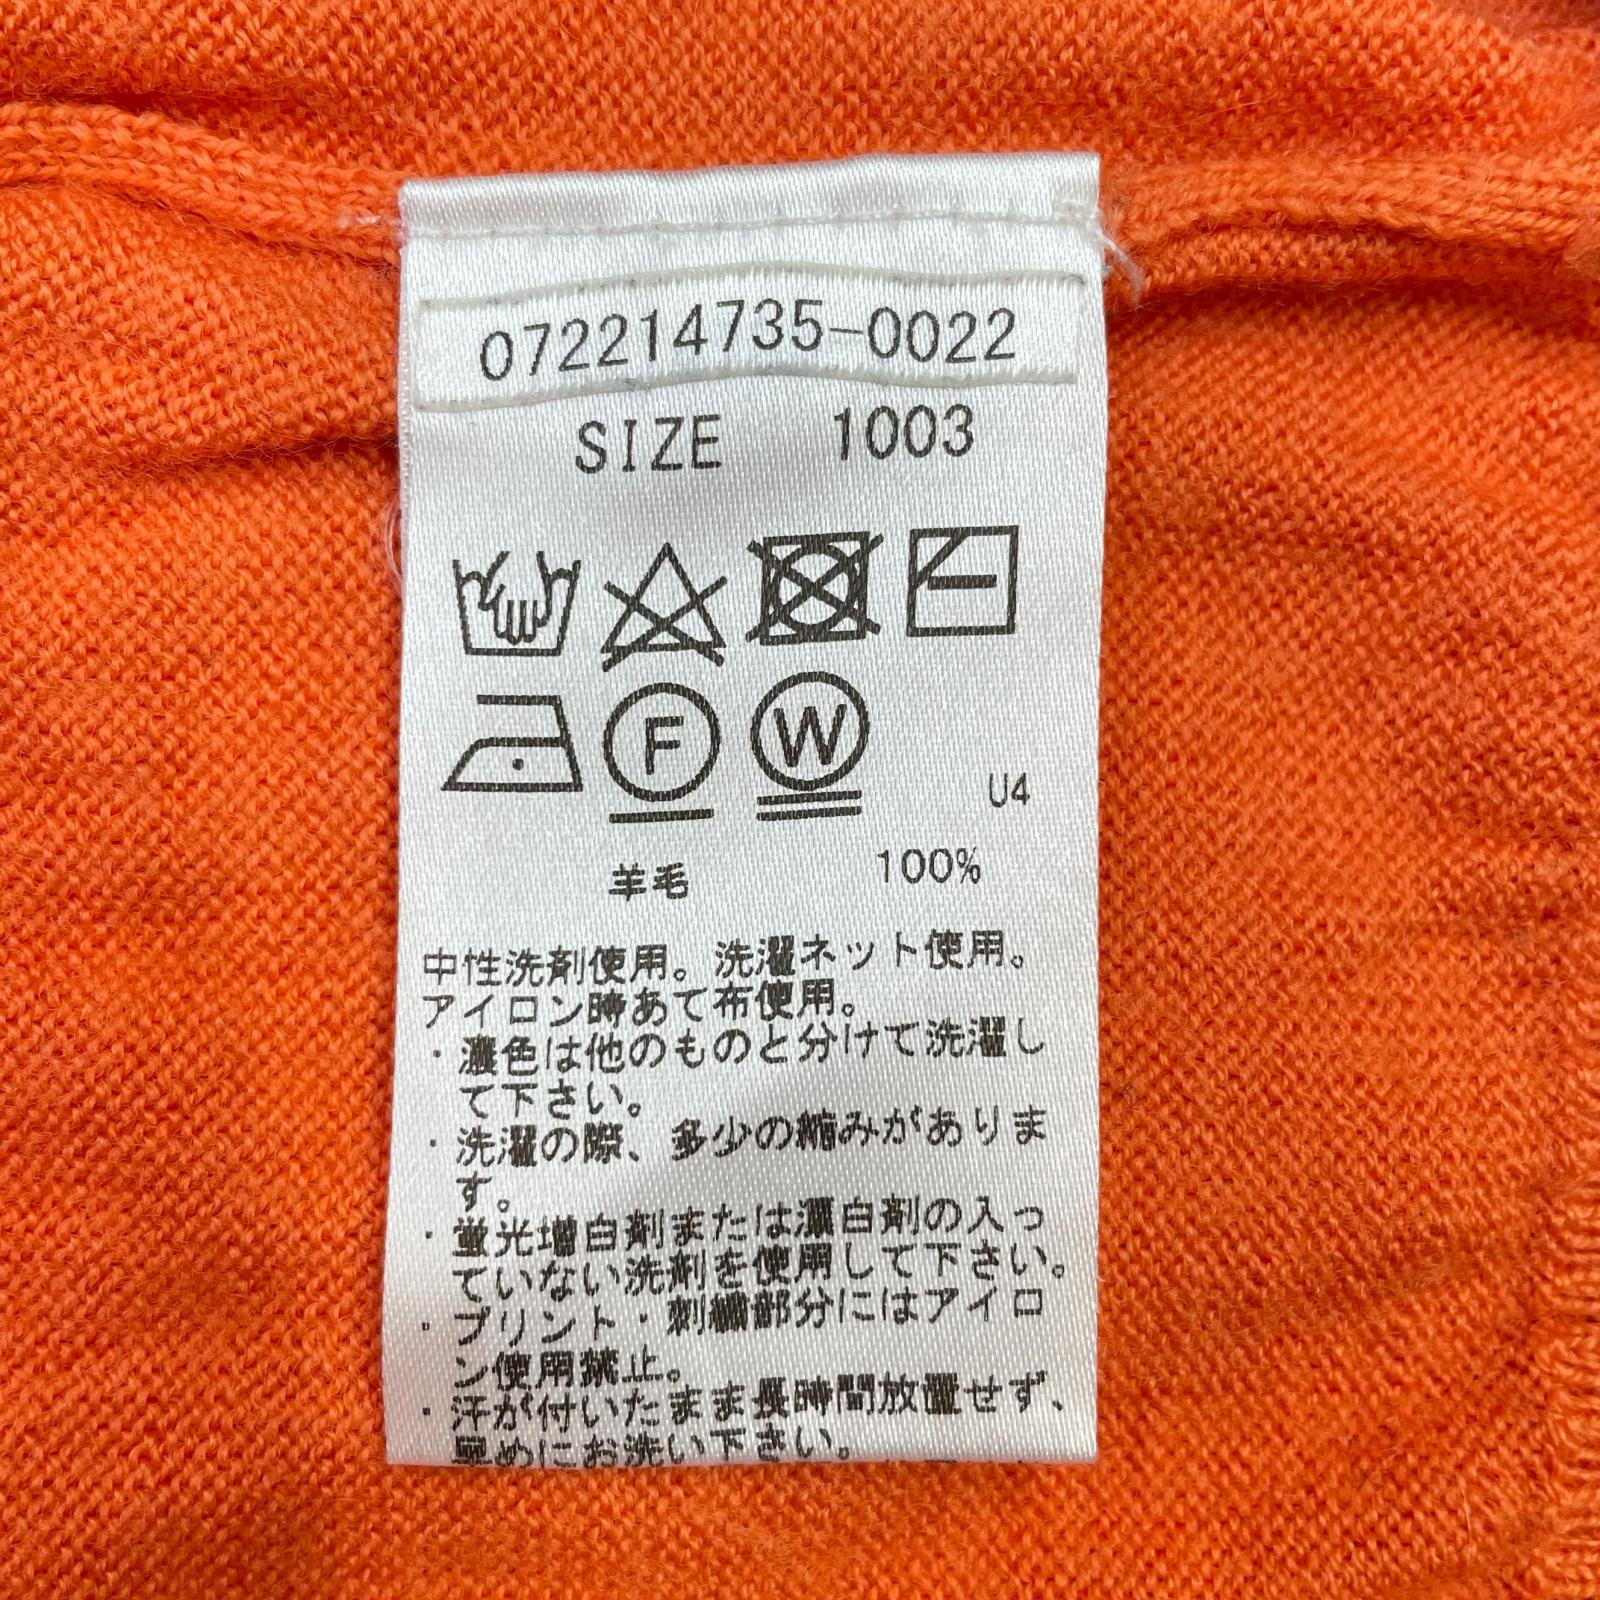 072214735-0022
SIZE 1003
F W
U4
羊毛 100%
中性洗剤使用。洗濯ネット使用。
アイロン時あて布使用。
・濃色は他のものと分けて洗濯し
て下さい。
・洗濯の際、多少の縮みがありま
す。
・蛍光増白剤または漂白剤の入っ
ていない洗剤を使用して下さい。
・プリント・刺繍部分にはアイロ
ン使用禁止。
・汗が付いたまま長時間放置せず、
早めにお洗い下さい。